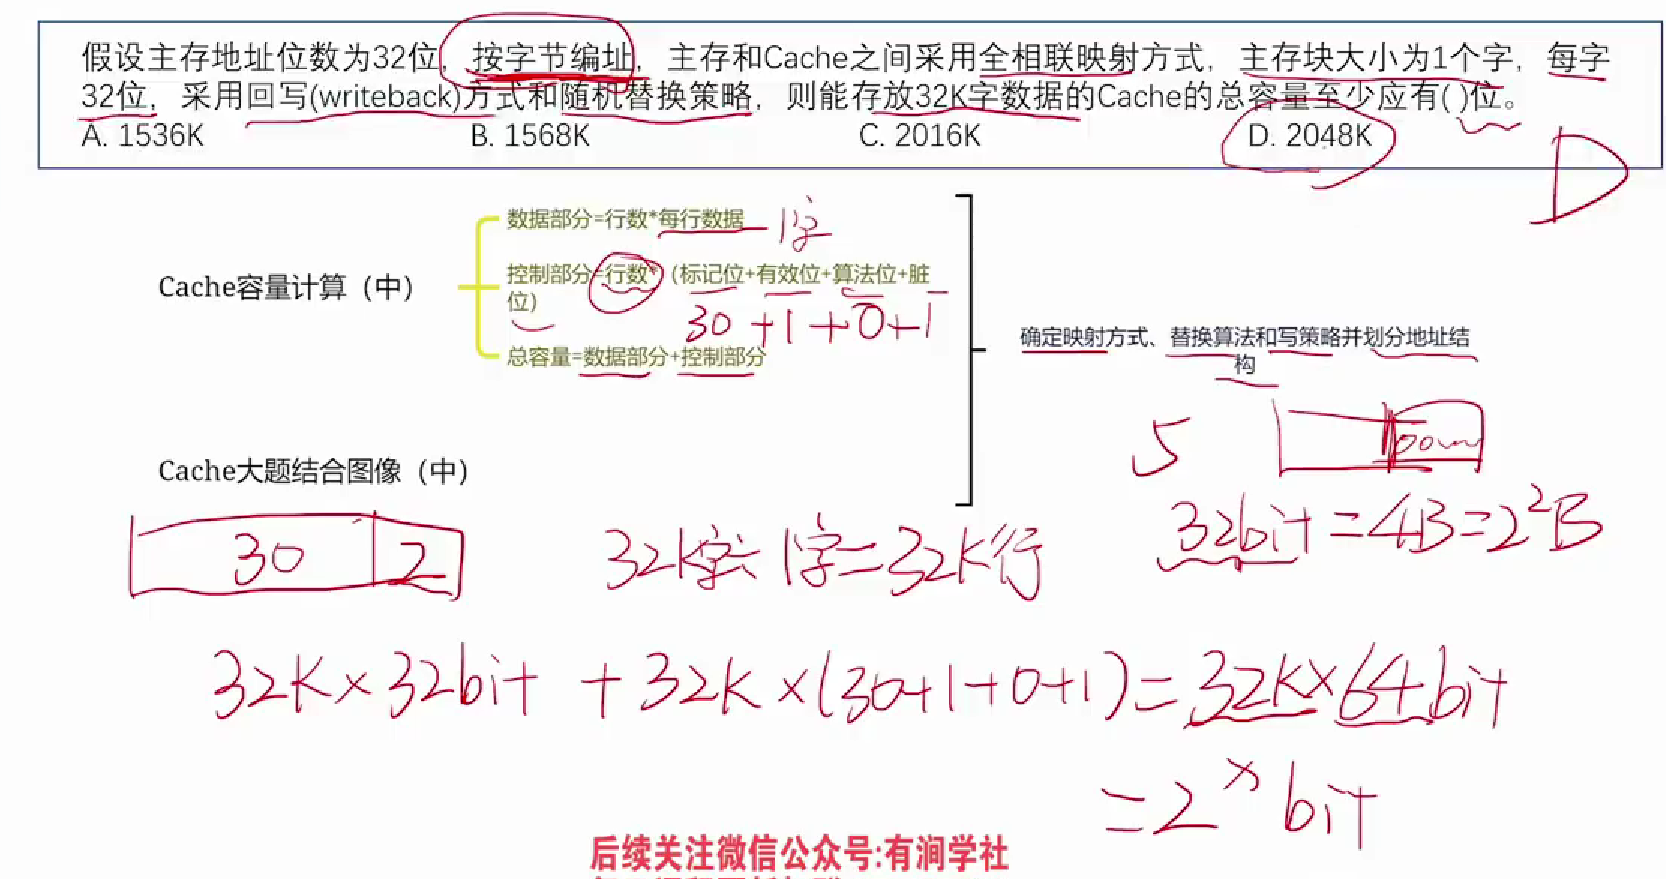 假设主存地址位数为32位，按字节编址，主存和Cache之间采用全相联映射方式，主存块大小为1个字，每字
32位，采用回写(writeback)方式和随机替换策略，则能存放32K字数据的Cache的总容量至少应有( )位。
A. 1536K B. 1568K C. 2016K D. 2048K
D
数据部分=行数*每行数据 1字
Cache容量计算（中）
控制部分=行数*（标记位+有效位+算法位+脏
位）
30+1+0+1
总容量=数据部分+控制部分
确定映射方式、替换算法和写策略并划分地址结
构
Cache大题结合图像（中）
32bit=4B=2²B
30 2
32K字÷1字=32K行
32K×32bit+32K×(30+1+0+1)=32K×64bit
=2ˣbit
后续关注微信公众号:有涧学社